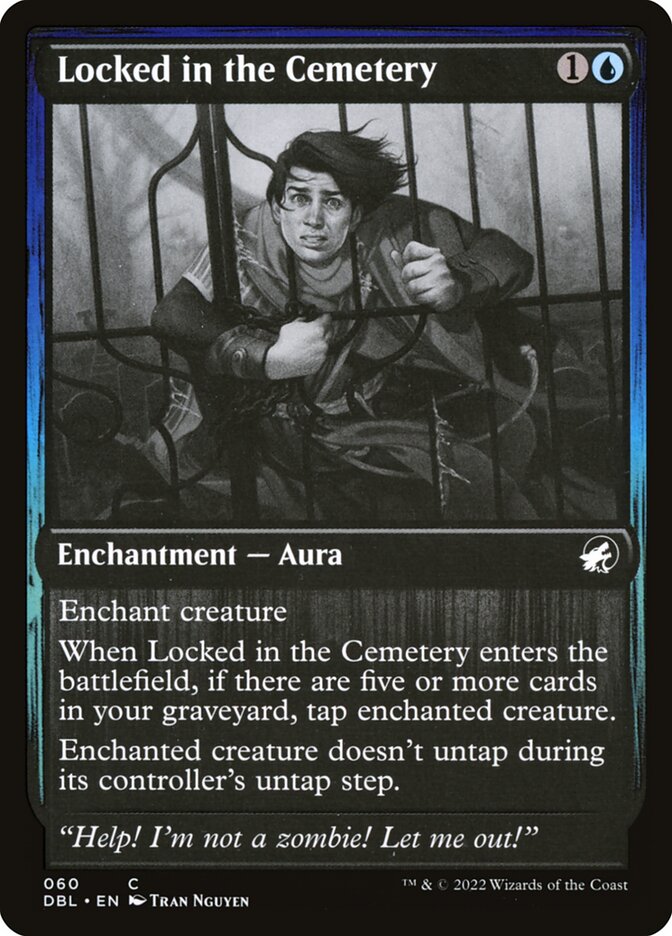 Locked in the Cemetery 1
Enchantment — Aura
Enchant creature
When Locked in the Cemetery enters the
battlefield, if there are five or more cards
in your graveyard, tap enchanted creature.
Enchanted creature doesn't untap during
its controller's untap step.
“Help! I'm not a zombie! Let me out!”
060 C
DBL • EN Tran Nguyen
™ & © 2022 Wizards of the Coast